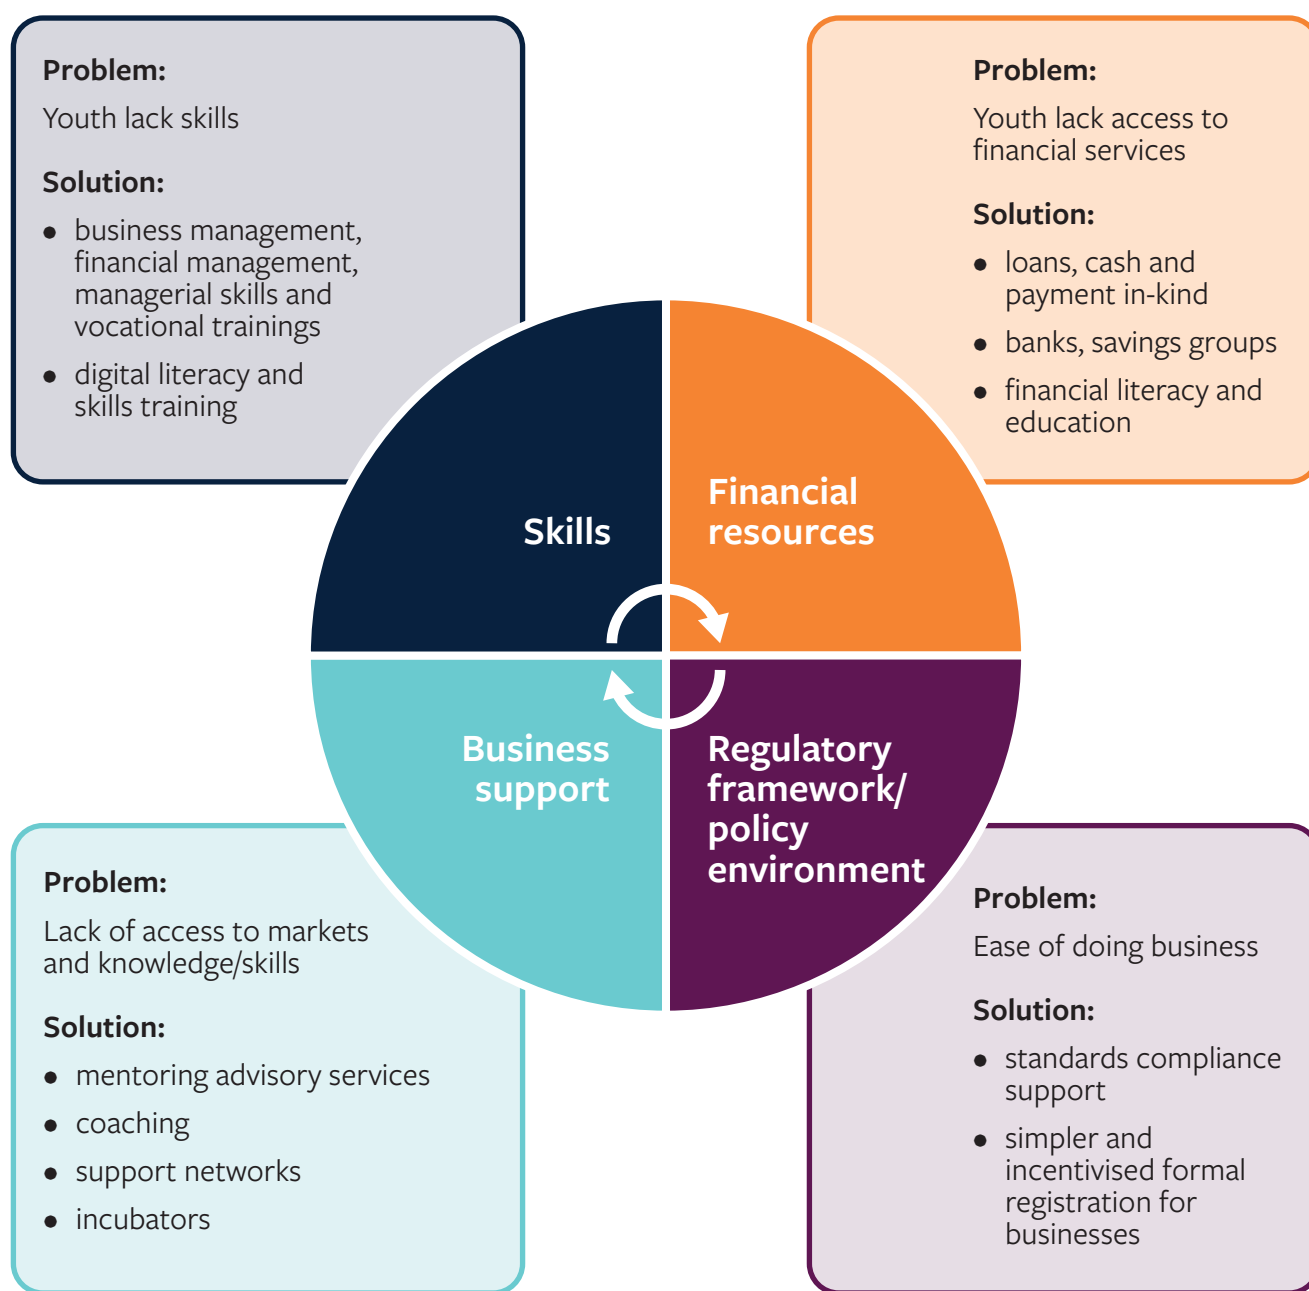 Problem:
Youth lack skills
Solution:
• business management,
financial management,
managerial skills and
vocational trainings
• digital literacy and
skills training
Problem:
Youth lack access to
financial services
Solution:
• loans, cash and
payment in-kind
• banks, savings groups
• financial literacy and
education
Skills
Financial
resources
Business
support
Regulatory
framework/
policy
environment
Problem:
Lack of access to markets
and knowledge/skills
Solution:
• mentoring advisory services
• coaching
• support networks
• incubators
Problem:
Ease of doing business
Solution:
• standards compliance
support
• simpler and
incentivised formal
registration for
businesses